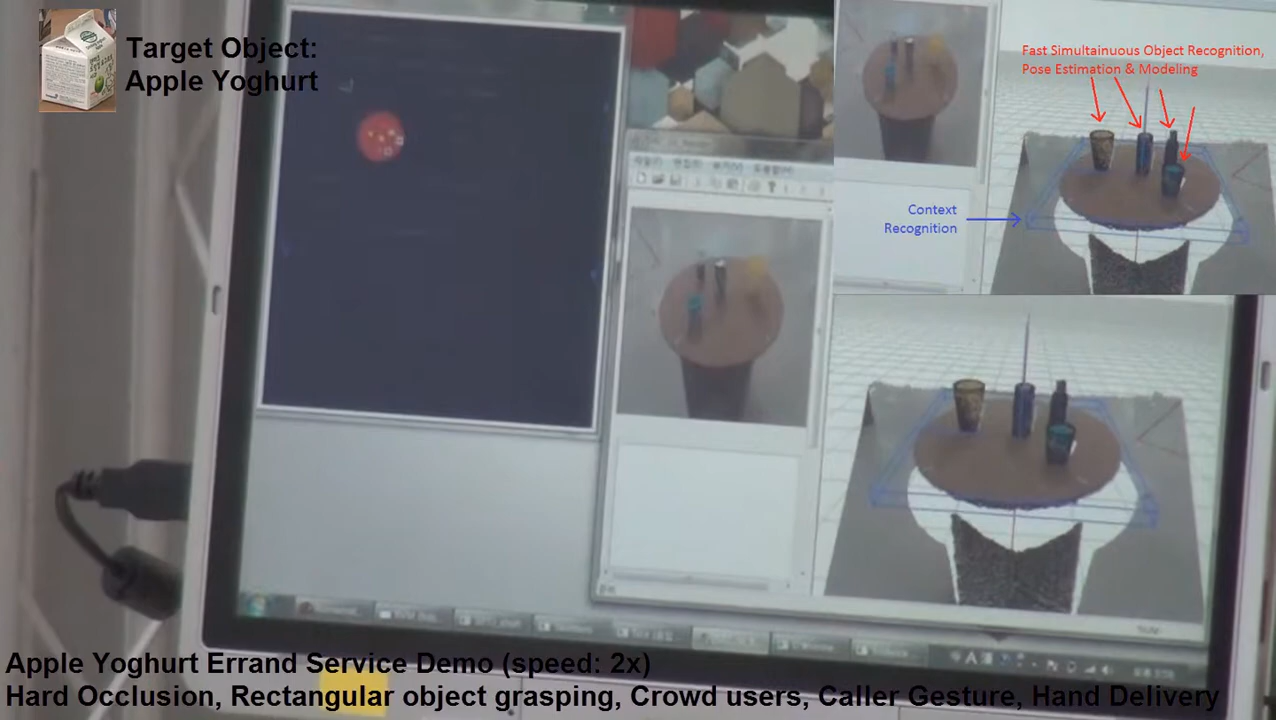 Target Object:
Apple Yoghurt
Fast Simultainuous Object Recognition,
Pose Estimation & Modeling
Context
Recognition
Apple Yoghurt Errand Service Demo (speed: 2x)
Hard Occlusion, Rectangular object grasping, Crowd users, Caller Gesture, Hand Delivery